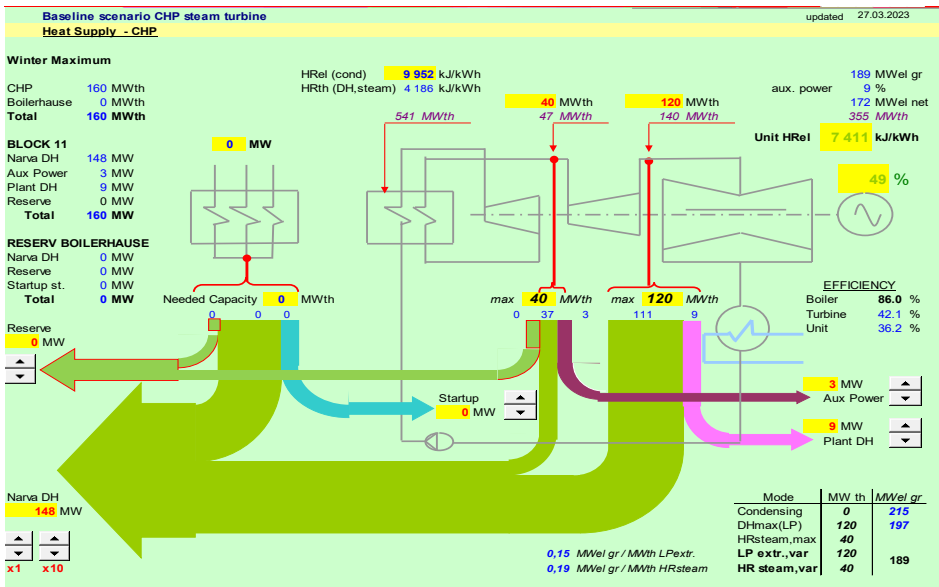 Baseline scenario CHP steam turbine
updated 27.03.2023
Heat Supply - CHP
Winter Maximum
CHP 160 MWth
Boilerhouse 0 MWth
Total 160 MWth
HRel (cond) 9 952 kJ/kWh
HRth (DH,steam) 4 186 kJ/kWh
40 MWth
120 MWth
541 MWth
47 MWth
140 MWth
189 MWel gr
aux. power 9 %
172 MWel net
355 MWth
Unit HRel 7 411 kJ/kWh
49 %
BLOCK 11
Narva DH 148 MW
Aux Power 3 MW
Plant DH 9 MW
Reserve 0 MW
Total 160 MW
0 MW
RESERV BOILERHOUSE
Narva DH 0 MW
Reserve 0 MW
Startup st. 0 MW
Total 0 MW
Needed Capacity 0 MWth
0 0 0
max 40 MWth
0 37 3
max 120 MWth
111 9
EFFICIENCY
Boiler 86.0 %
Turbine 42.1 %
Unit 36.2 %
Reserve
0 MW
Startup
0 MW
3 MW
Aux Power
9 MW
Plant DH
Narva DH
148 MW
x1 x10
0,15 MWel gr / MWth LPextr.
0,19 MWel gr / MWth HRsteam
Mode MW th MWel gr
Condensing 0 215
DHmax(LP) 120 197
HRsteam,max 40
LP extr.,var 120
189
HR steam,var 40